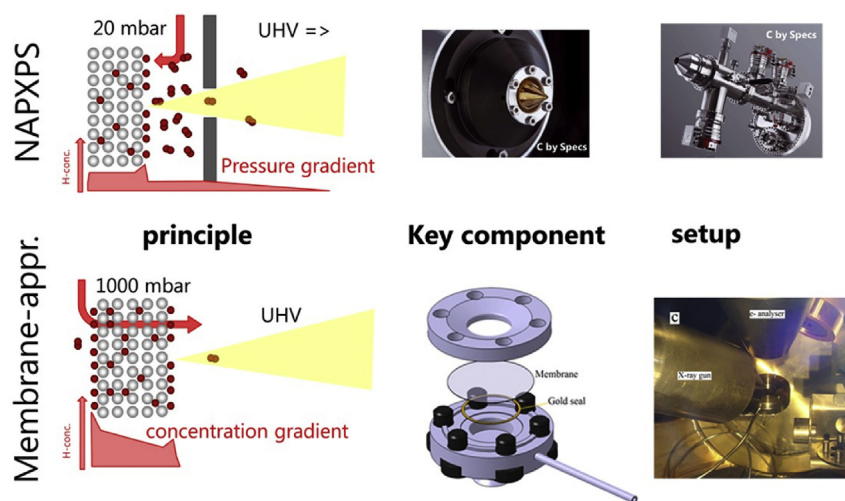 NAPXPS
20 mbar
UHV =>
H-conc.
Pressure gradient
C by Specs
C by Specs
principle
Key component
setup
Membrane-appr.
1000 mbar
UHV
H-conc.
concentration gradient
Membrane
Gold seal
C
e- analyser
X-ray gun